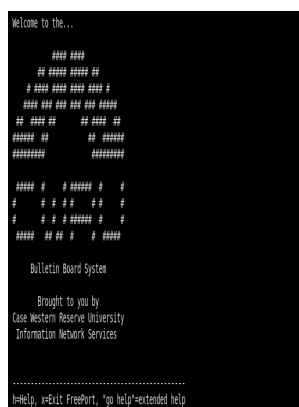 Welcome to the...
CWRU
Bulletin Board System
Brought to you by
Case Western Reserve University
Information Network Services
------------------------------------------------
h=Help, x=Exit FreePort, "go help"=extended help